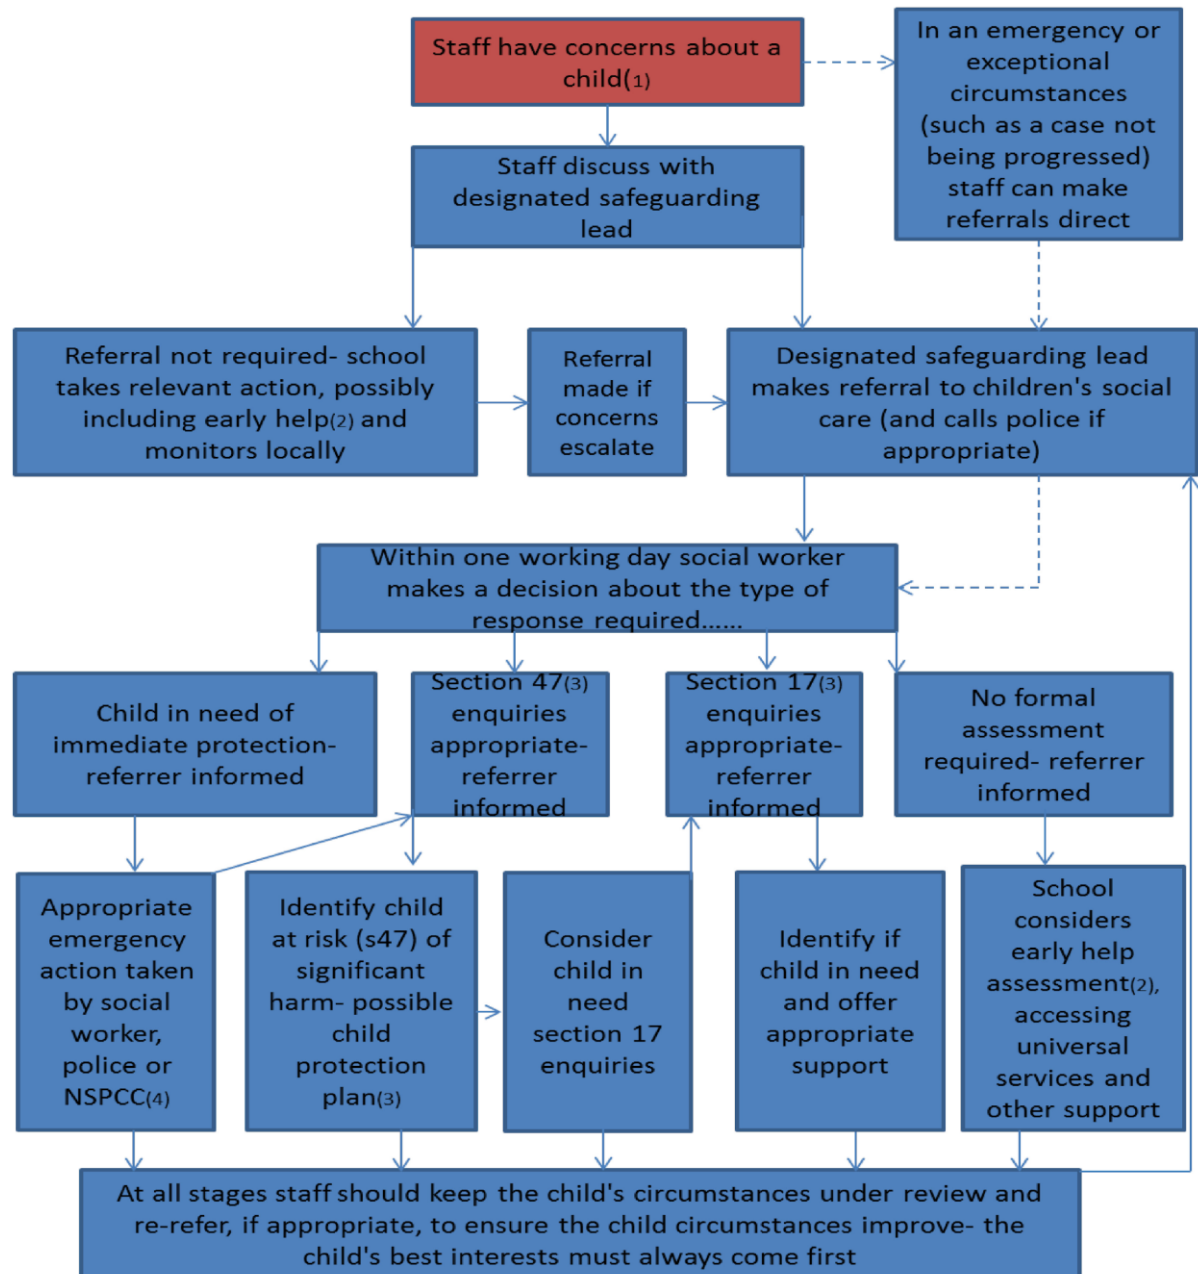 Staff have concerns about a
child(1)
In an emergency or
exceptional
circumstances
(such as a case not
being progressed)
staff can make
referrals direct
Staff discuss with
designated safeguarding
lead
Referral not required- school
takes relevant action, possibly
including early help(2) and
monitors locally
Referral
made if
concerns
escalate
Designated safeguarding lead
makes referral to children's social
care (and calls police if
appropriate)
Within one working day social worker
makes a decision about the type of
response required......
Child in need of
immediate protection-
referrer informed
Section 47(3)
enquiries
appropriate-
referrer
informed
Section 17(3)
enquiries
appropriate-
referrer
informed
No formal
assessment
required- referrer
informed
Appropriate
emergency
action taken
by social
worker,
police or
NSPCC(4)
Identify child
at risk (s47) of
significant
harm- possible
child
protection
plan(3)
Consider
child in
need
section 17
enquiries
Identify if
child in need
and offer
appropriate
support
School
considers
early help
assessment(2),
accessing
universal
services and
other support
At all stages staff should keep the child's circumstances under review and
re-refer, if appropriate, to ensure the child circumstances improve- the
child's best interests must always come first